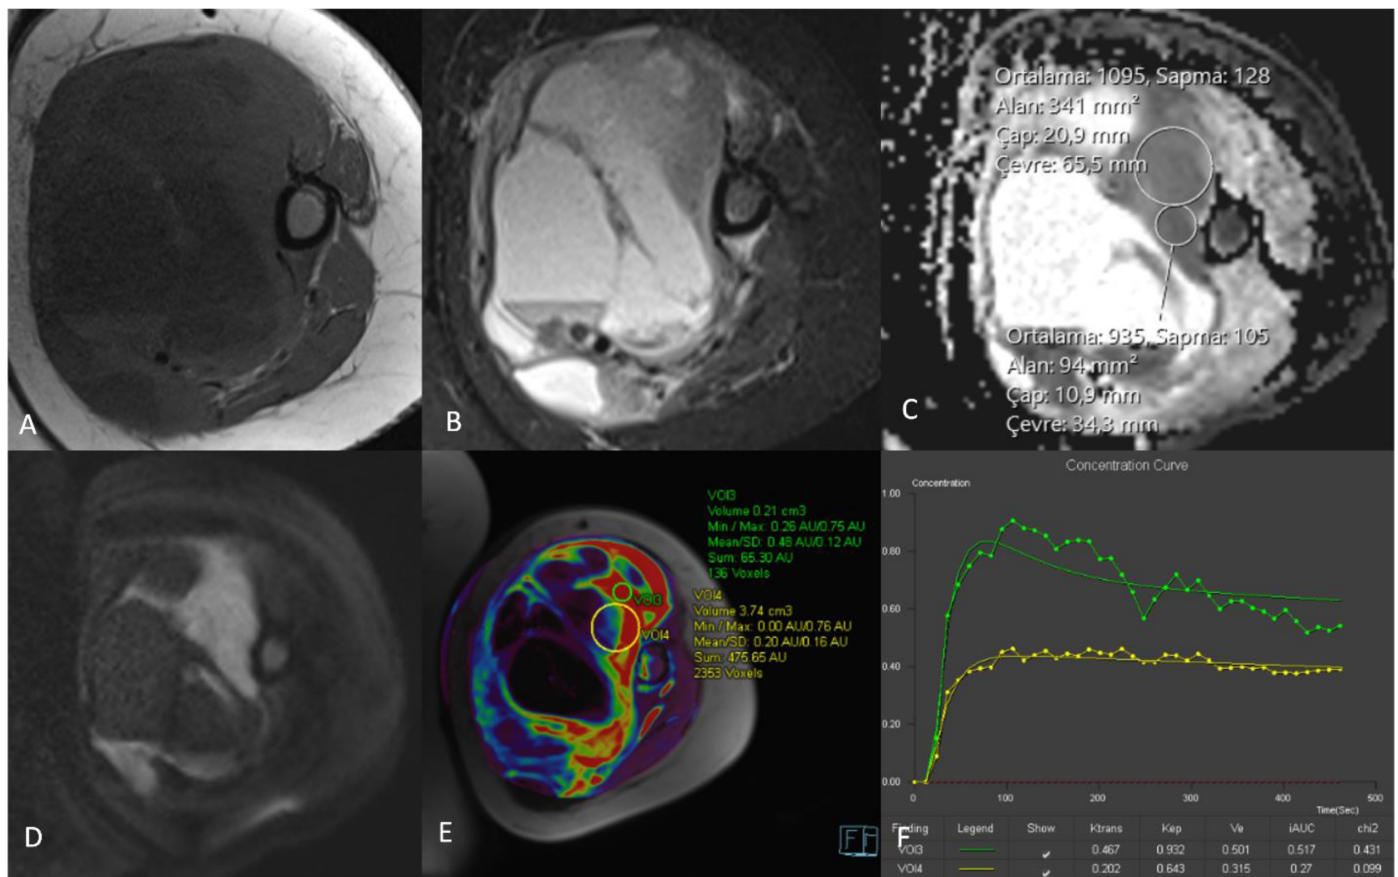 A
B
Ortalama: 1095, Sapma: 128
Alan: 341 mm²
Çap: 20,9 mm
Çevre: 65,5 mm
Ortalama: 935, Sapma: 105
Alan: 94 mm²
Çap: 10,9 mm
Çevre: 34,3 mm
C
D
VOI3
Volume 0.21 cm3
Min / Max: 0.26 AU/0.75 AU
Mean/SD: 0.48 AU/0.12 AU
Sum: 65.30 AU
136 Voxels
VOI3
VOI4
Volume 3.74 cm3
Min / Max: 0.00 AU/0.76 AU
VOI4
Mean/SD: 0.20 AU/0.16 AU
Sum: 475.65 AU
2353 Voxels
E
Concentration Curve
Concentration
1.00
0.80
0.60
0.40
0.20
0.00
0 100 200 300 400 500
Time(Sec)
Legend Show Ktrans Kep Ve iAUC chi2
F
VOI3 0.467 0.932 0.501 0.517 0.431
VOI4 0.202 0.643 0.315 0.27 0.099